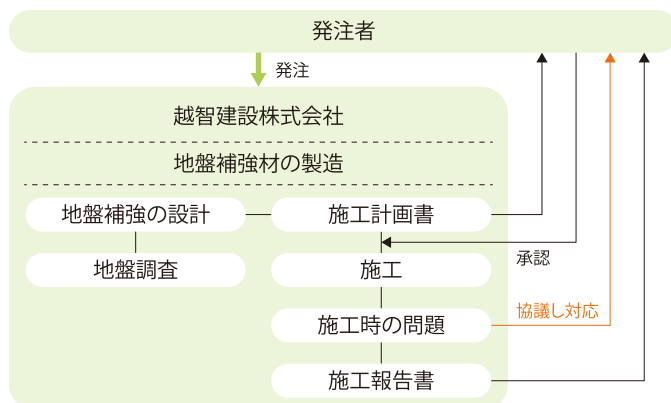 発注者
発注
越智建設株式会社
地盤補強材の製造
地盤補強の設計
施工計画書
承認
地盤調査
施工
協議し対応
施工時の問題
施工報告書